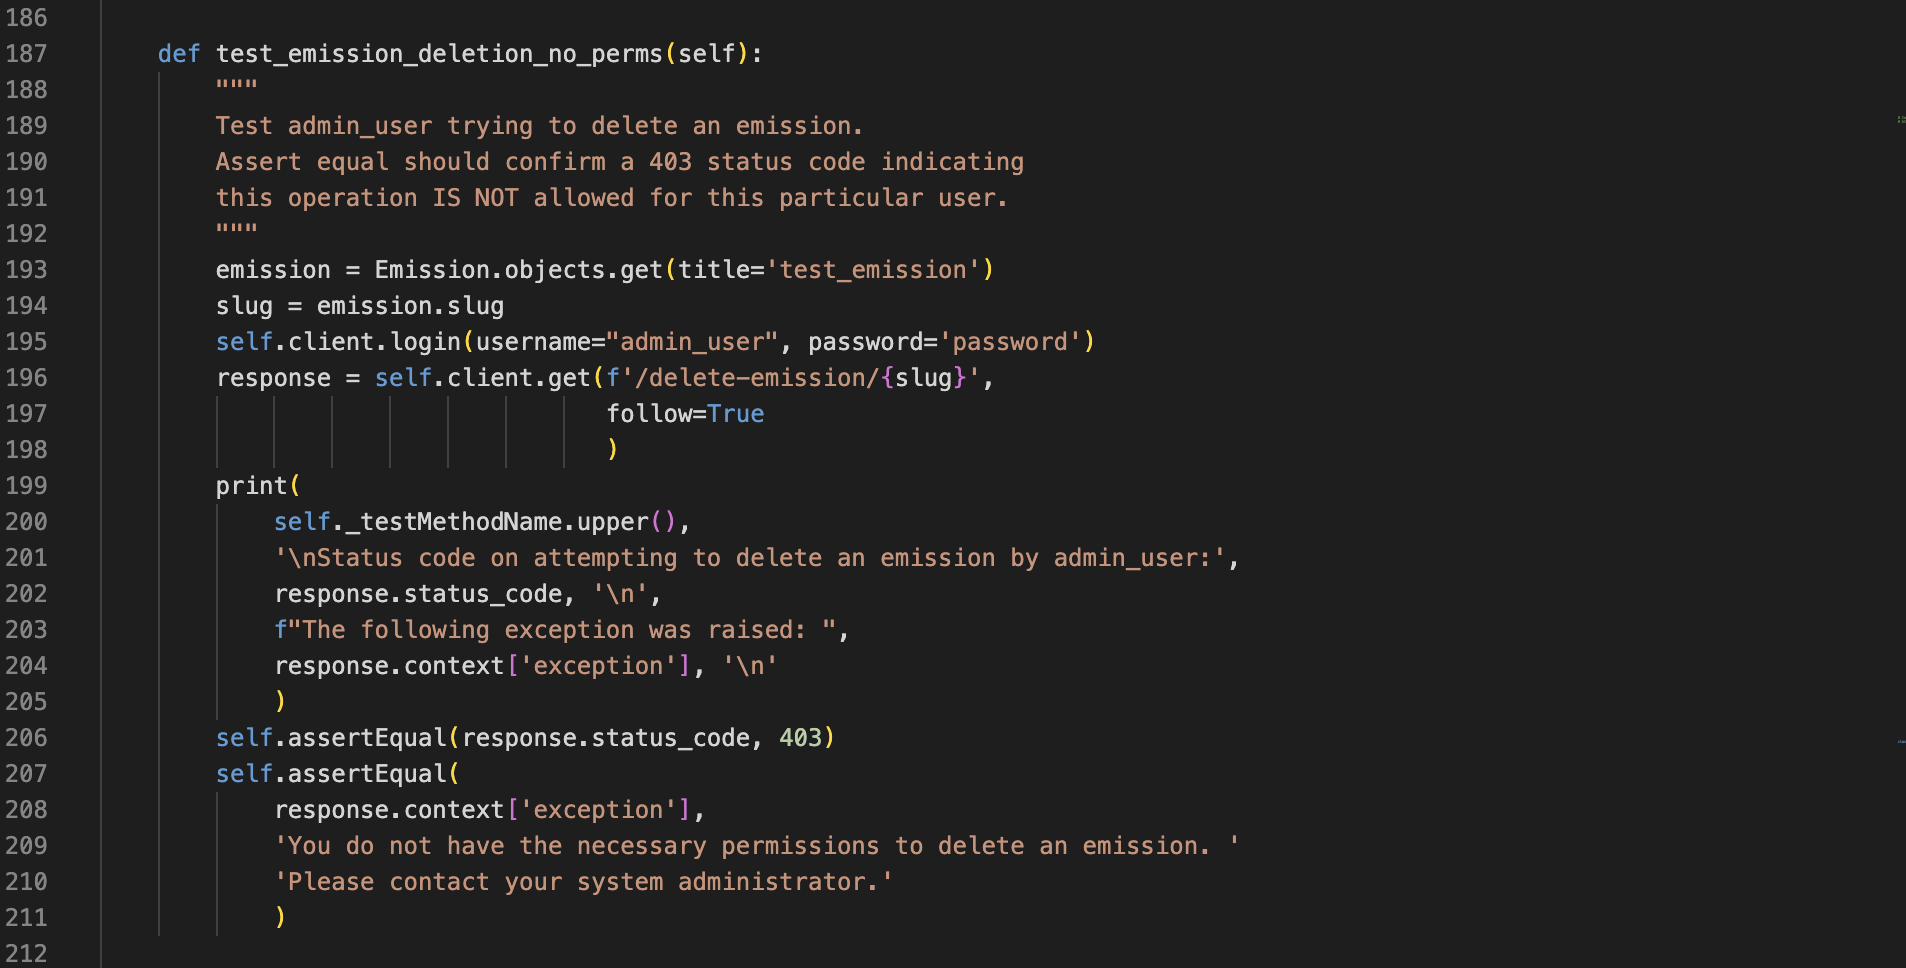 186
187 def test_emission_deletion_no_perms(self):
188 """
189 Test admin_user trying to delete an emission.
190 Assert equal should confirm a 403 status code indicating
191 this operation IS NOT allowed for this particular user.
192 """
193 emission = Emission.objects.get(title='test_emission')
194 slug = emission.slug
195 self.client.login(username="admin_user", password='password')
196 response = self.client.get(f'/delete-emission/{slug}',
197 follow=True
198 )
199 print(
200 self._testMethodName.upper(),
201 '\nStatus code on attempting to delete an emission by admin_user:',
202 response.status_code, '\n',
203 f"The following exception was raised: ",
204 response.context['exception'], '\n'
205 )
206 self.assertEqual(response.status_code, 403)
207 self.assertEqual(
208 response.context['exception'],
209 'You do not have the necessary permissions to delete an emission. '
210 'Please contact your system administrator.'
211 )
212